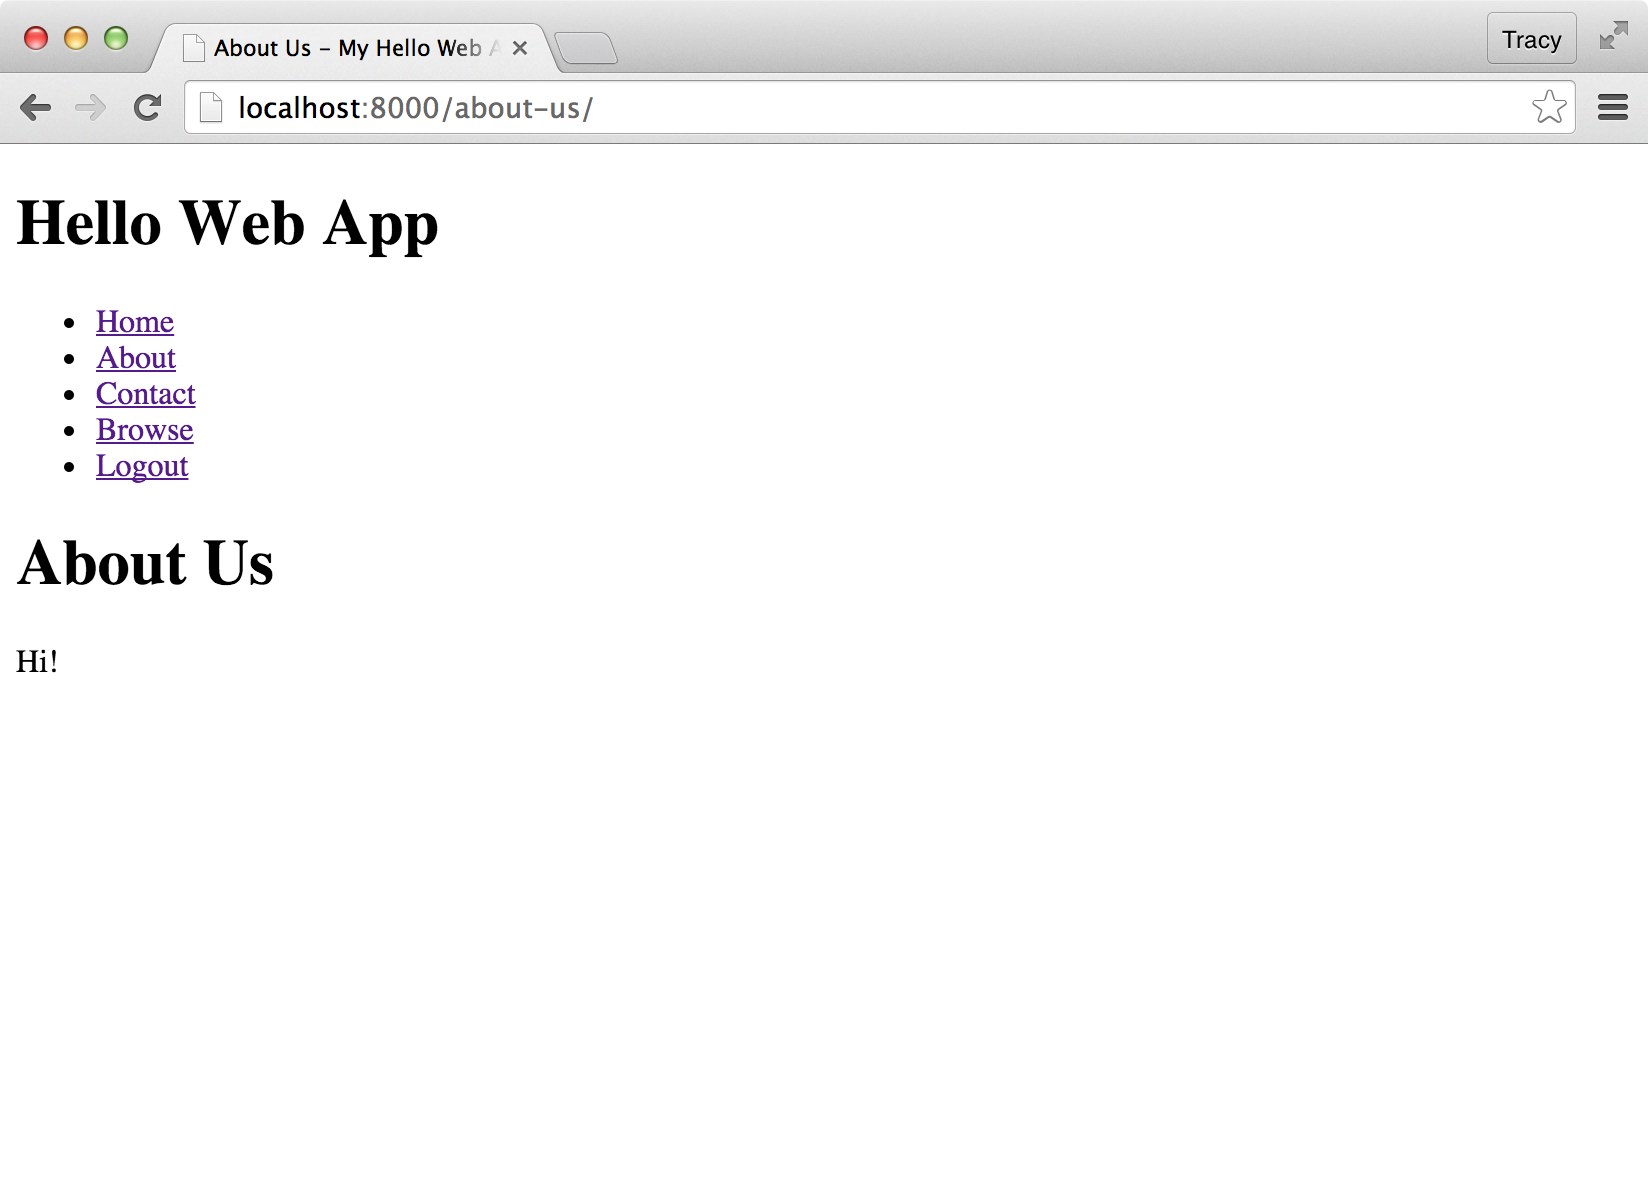 About Us – My Hello Web
Tracy
localhost:8000/about-us/
Hello Web App
Home
About
Contact
Browse
Logout
About Us
Hi!